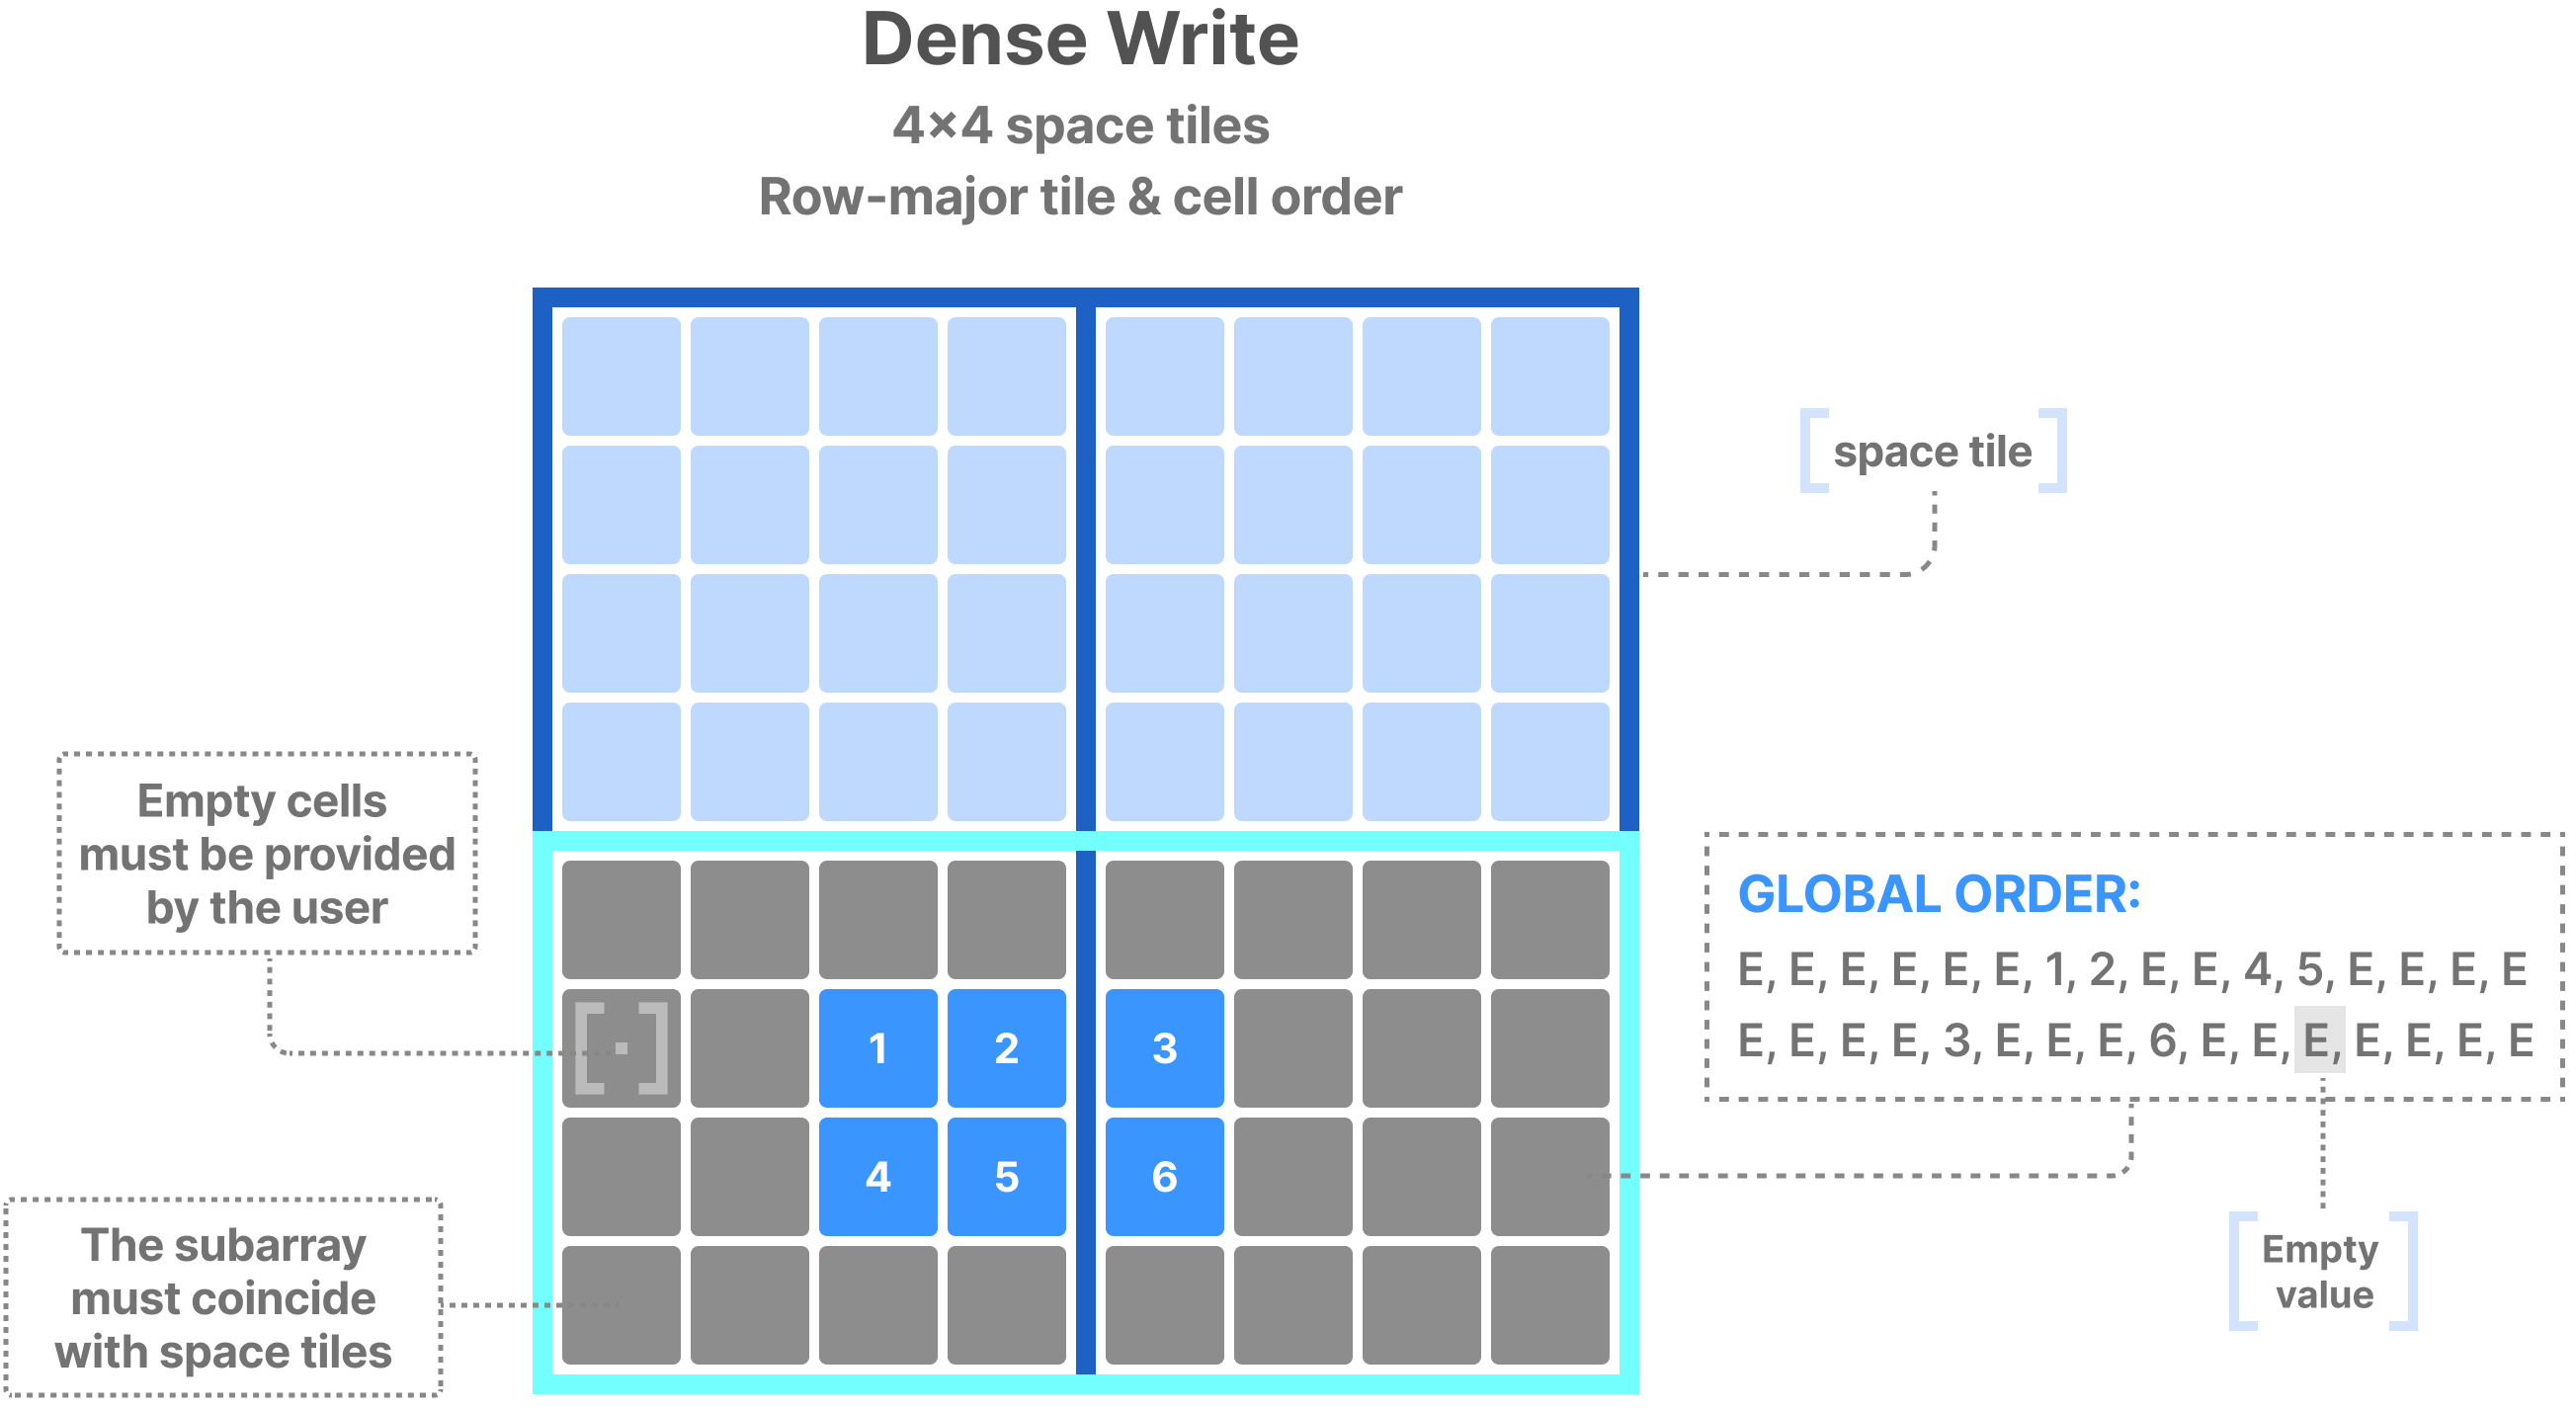 Dense Write
4×4 space tiles
Row-major tile & cell order
space tile
Empty cells
must be provided
by the user
GLOBAL ORDER:
E, E, E, E, E, E, 1, 2, E, E, 4, 5, E, E, E, E
E, E, E, E, 3, E, E, E, 6, E, E, E, E, E, E, E
1 2 3
4 5 6
The subarray
must coincide
with space tiles
Empty
value